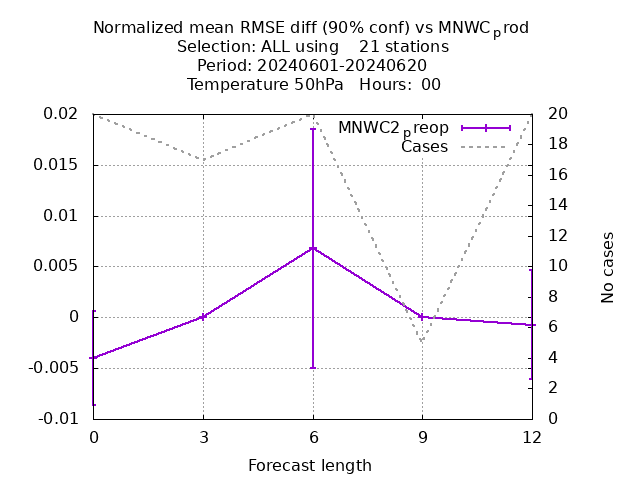 Normalized mean RMSE diff (90% conf) vs MNWCprod
Selection: ALL using    21 stations
Period: 20240601-20240620
Temperature 50hPa   Hours:  00
0.02
0.015
0.01
0.005
0
-0.005
-0.01
MNWC2preop
Cases
20
18
16
14
12
10
8
6
4
2
0
No cases
0 3 6 9 12
Forecast length